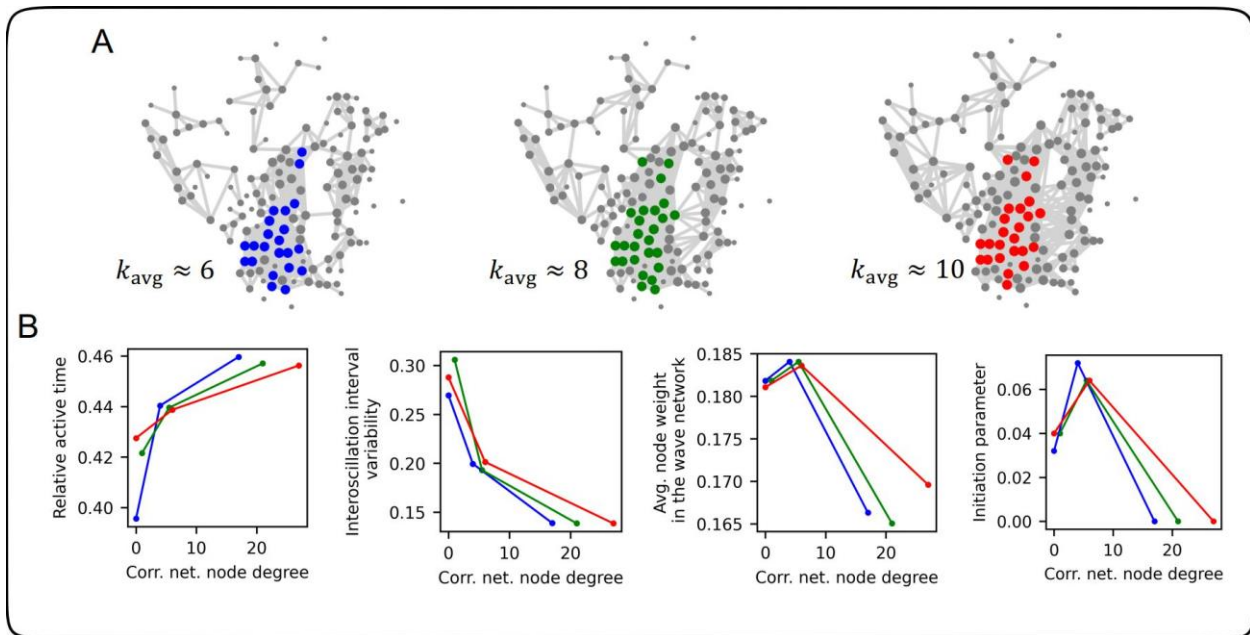 A
k_avg ≈ 6
k_avg ≈ 8
k_avg ≈ 10
B
Relative active time
0.46
0.44
0.42
0.40
0 10 20
Corr. net. node degree
Interoscillation interval
variability
0.30
0.25
0.20
0.15
0 10 20
Corr. net. node degree
Avg. node weight
in the wave network
0.185
0.180
0.175
0.170
0.165
0 10 20
Corr. net. node degree
Initiation parameter
0.06
0.04
0.02
0.00
0 10 20
Corr. net. node degree